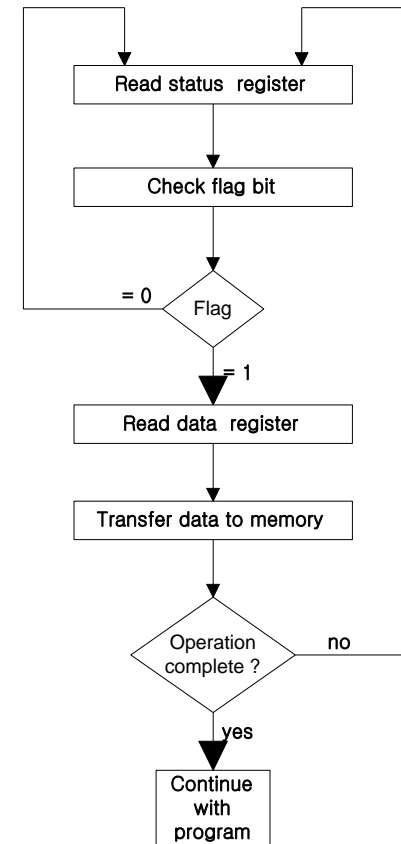 Read status register
Check flag bit
= 0
Flag
= 1
Read data register
Transfer data to memory
Operation
complete ?
no
yes
Continue
with
program